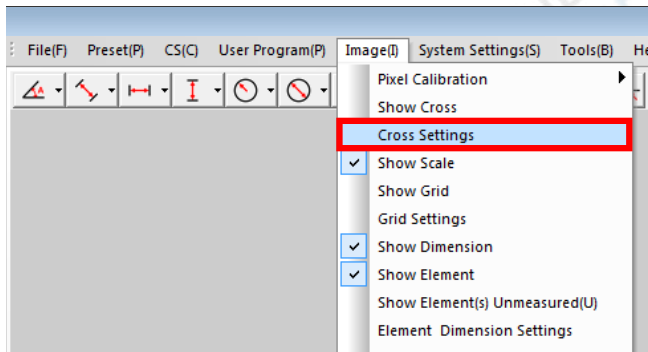 File(F) Preset(P) CS(C) User Program(P) Image(I) System Settings(S) Tools(B)
Pixel Calibration
Show Cross
Cross Settings
Show Scale
Show Grid
Grid Settings
Show Dimension
Show Element
Show Element(s) Unmeasured(U)
Element Dimension Settings